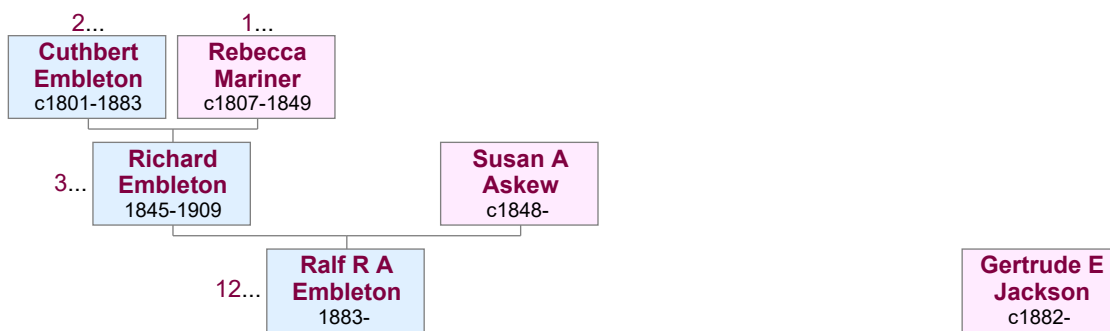 2... 1...
Cuthbert
Embleton
c1801-1883
Rebecca
Mariner
c1807-1849
3...
Richard
Embleton
1845-1909
Susan A
Askew
c1848-
12...
Ralf R A
Embleton
1883-
Gertrude E
Jackson
c1882-